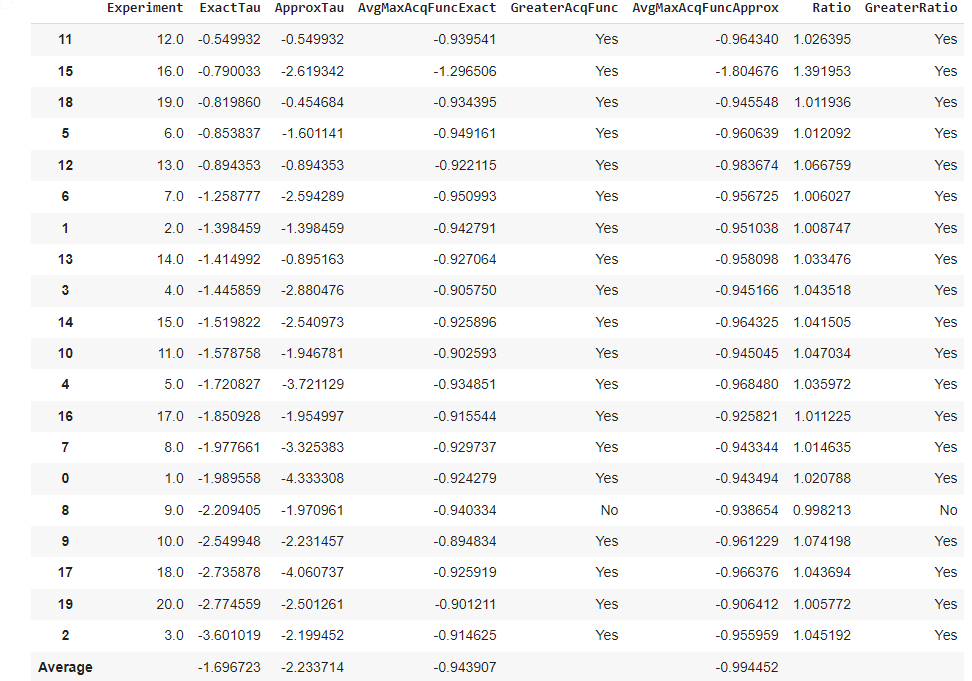 Experiment ExactTau ApproxTau AvgMaxAcqFuncExact GreaterAcqFunc AvgMaxAcqFuncApprox Ratio GreaterRatio
11 12.0 -0.549932 -0.549932 -0.939541 Yes -0.964340 1.026395 Yes
15 16.0 -0.790033 -2.619342 -1.296506 Yes -1.804676 1.391953 Yes
18 19.0 -0.819860 -0.454684 -0.934395 Yes -0.945548 1.011936 Yes
5 6.0 -0.853837 -1.601141 -0.949161 Yes -0.960639 1.012092 Yes
12 13.0 -0.894353 -0.894353 -0.922115 Yes -0.983674 1.066759 Yes
6 7.0 -1.258777 -2.594289 -0.950993 Yes -0.956725 1.006027 Yes
1 2.0 -1.398459 -1.398459 -0.942791 Yes -0.951038 1.008747 Yes
13 14.0 -1.414992 -0.895163 -0.927064 Yes -0.958098 1.033476 Yes
3 4.0 -1.445859 -2.880476 -0.905750 Yes -0.945166 1.043518 Yes
14 15.0 -1.519822 -2.540973 -0.925896 Yes -0.964325 1.041505 Yes
10 11.0 -1.578758 -1.946781 -0.902593 Yes -0.945045 1.047034 Yes
4 5.0 -1.720827 -3.721129 -0.934851 Yes -0.968480 1.035972 Yes
16 17.0 -1.850928 -1.954997 -0.915544 Yes -0.925821 1.011225 Yes
7 8.0 -1.977661 -3.325383 -0.929737 Yes -0.943344 1.014635 Yes
0 1.0 -1.989558 -4.333308 -0.924279 Yes -0.943494 1.020788 Yes
8 9.0 -2.209405 -1.970961 -0.940334 No -0.938654 0.998213 No
9 10.0 -2.549948 -2.231457 -0.894834 Yes -0.961229 1.074198 Yes
17 18.0 -2.735878 -4.060737 -0.925919 Yes -0.966376 1.043694 Yes
19 20.0 -2.774559 -2.501261 -0.901211 Yes -0.906412 1.005772 Yes
2 3.0 -3.601019 -2.199452 -0.914625 Yes -0.955959 1.045192 Yes
Average -1.696723 -2.233714 -0.943907 -0.994452